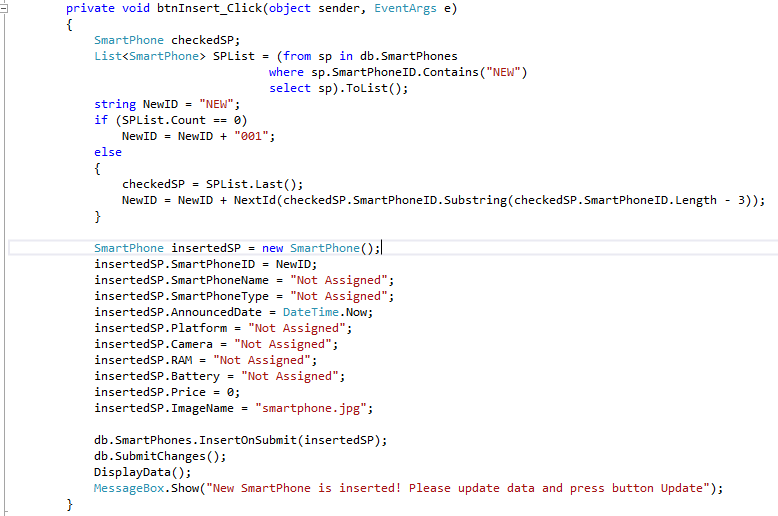 private void btnInsert_Click(object sender, EventArgs e)
{
SmartPhone checkedSP;
List<SmartPhone> SPList = (from sp in db.SmartPhones
where sp.SmartPhoneID.Contains("NEW")
select sp).ToList();
string NewID = "NEW";
if (SPList.Count == 0)
NewID = NewID + "001";
else
{
checkedSP = SPList.Last();
NewID = NewID + NextId(checkedSP.SmartPhoneID.Substring(checkedSP.SmartPhoneID.Length - 3));
}
SmartPhone insertedSP = new SmartPhone();
insertedSP.SmartPhoneID = NewID;
insertedSP.SmartPhoneName = "Not Assigned";
insertedSP.SmartPhoneType = "Not Assigned";
insertedSP.AnnouncedDate = DateTime.Now;
insertedSP.Platform = "Not Assigned";
insertedSP.Camera = "Not Assigned";
insertedSP.RAM = "Not Assigned";
insertedSP.Battery = "Not Assigned";
insertedSP.Price = 0;
insertedSP.ImageName = "smartphone.jpg";
db.SmartPhones.InsertOnSubmit(insertedSP);
db.SubmitChanges();
DisplayData();
MessageBox.Show("New SmartPhone is inserted! Please update data and press button Update");
}